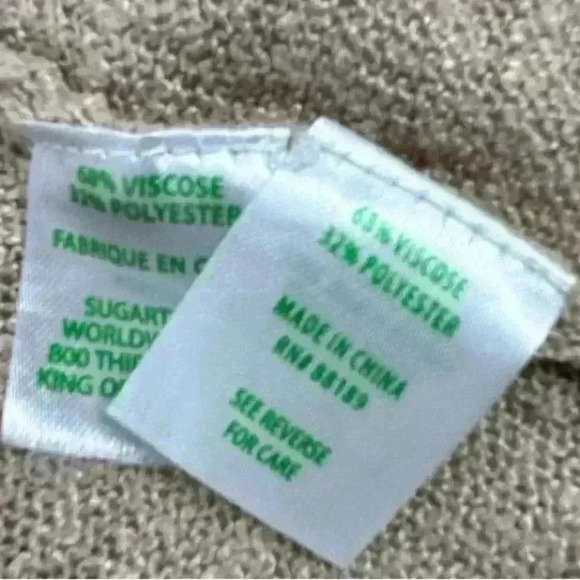 68% VISCOSE
32% POLYESTER
FABRIQUE EN C
SUGART
WORLDW
800 THI
KING O
68% VISCOSE
32% POLYESTER
MADE IN CHINA
RN# 88189
SEE REVERSE
FOR CARE